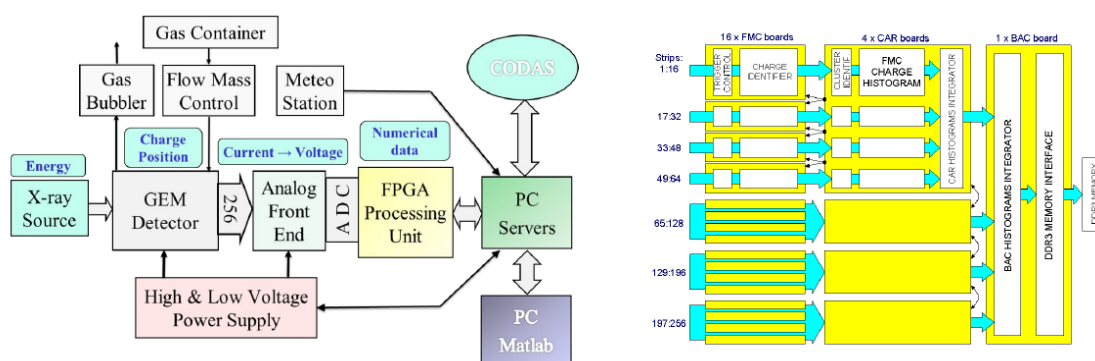 Gas Container
Gas
Bubbler
Flow Mass
Control
Meteo
Station
CODAS
Energy
Charge
Position
Current → Voltage
Numerical
data
X-ray
Source
GEM
Detector
256
Analog
Front
End
ADC
FPGA
Processing
Unit
PC
Servers
High & Low Voltage
Power Supply
PC
Matlab
16 x FMC boards
4 x CAR boards
1 x BAC board
Strips:
1:16
TRIGGER
CONTROL
CHARGE
IDENTIFIER
CLUSTER
IDENTIF.
FMC
CHARGE
HISTOGRAM
CAR HISTOGRAMS INTEGRATOR
17:32
33:48
49:64
65:128
129:196
197:256
BAC HISTOGRAMS INTEGRATOR
DDR3 MEMORY INTERFACE
DDR3 MEMORY